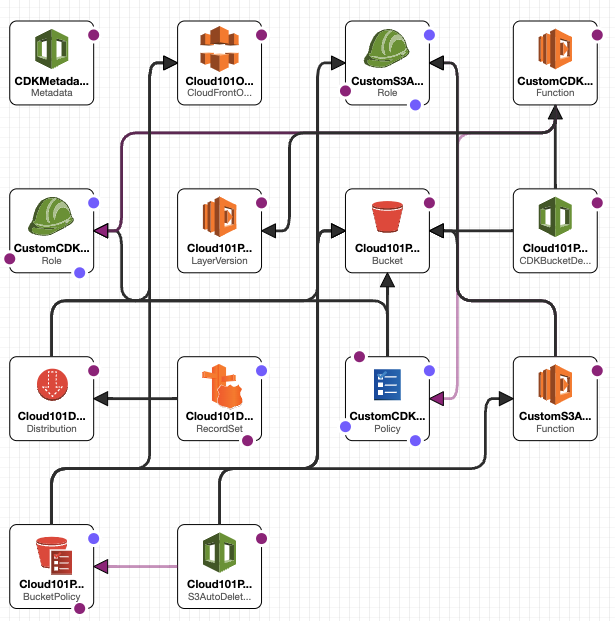 CDKMetada...
Metadata
Cloud101O...
CloudFrontO...
CustomS3A...
Role
CustomCDK...
Function
CustomCDK...
Role
Cloud101P...
LayerVersion
Cloud101P...
Bucket
Cloud101P...
CDKBucketDe...
Cloud101D...
Distribution
Cloud101D...
RecordSet
CustomCDK...
Policy
CustomS3A...
Function
Cloud101P...
BucketPolicy
Cloud101P...
S3AutoDelet...